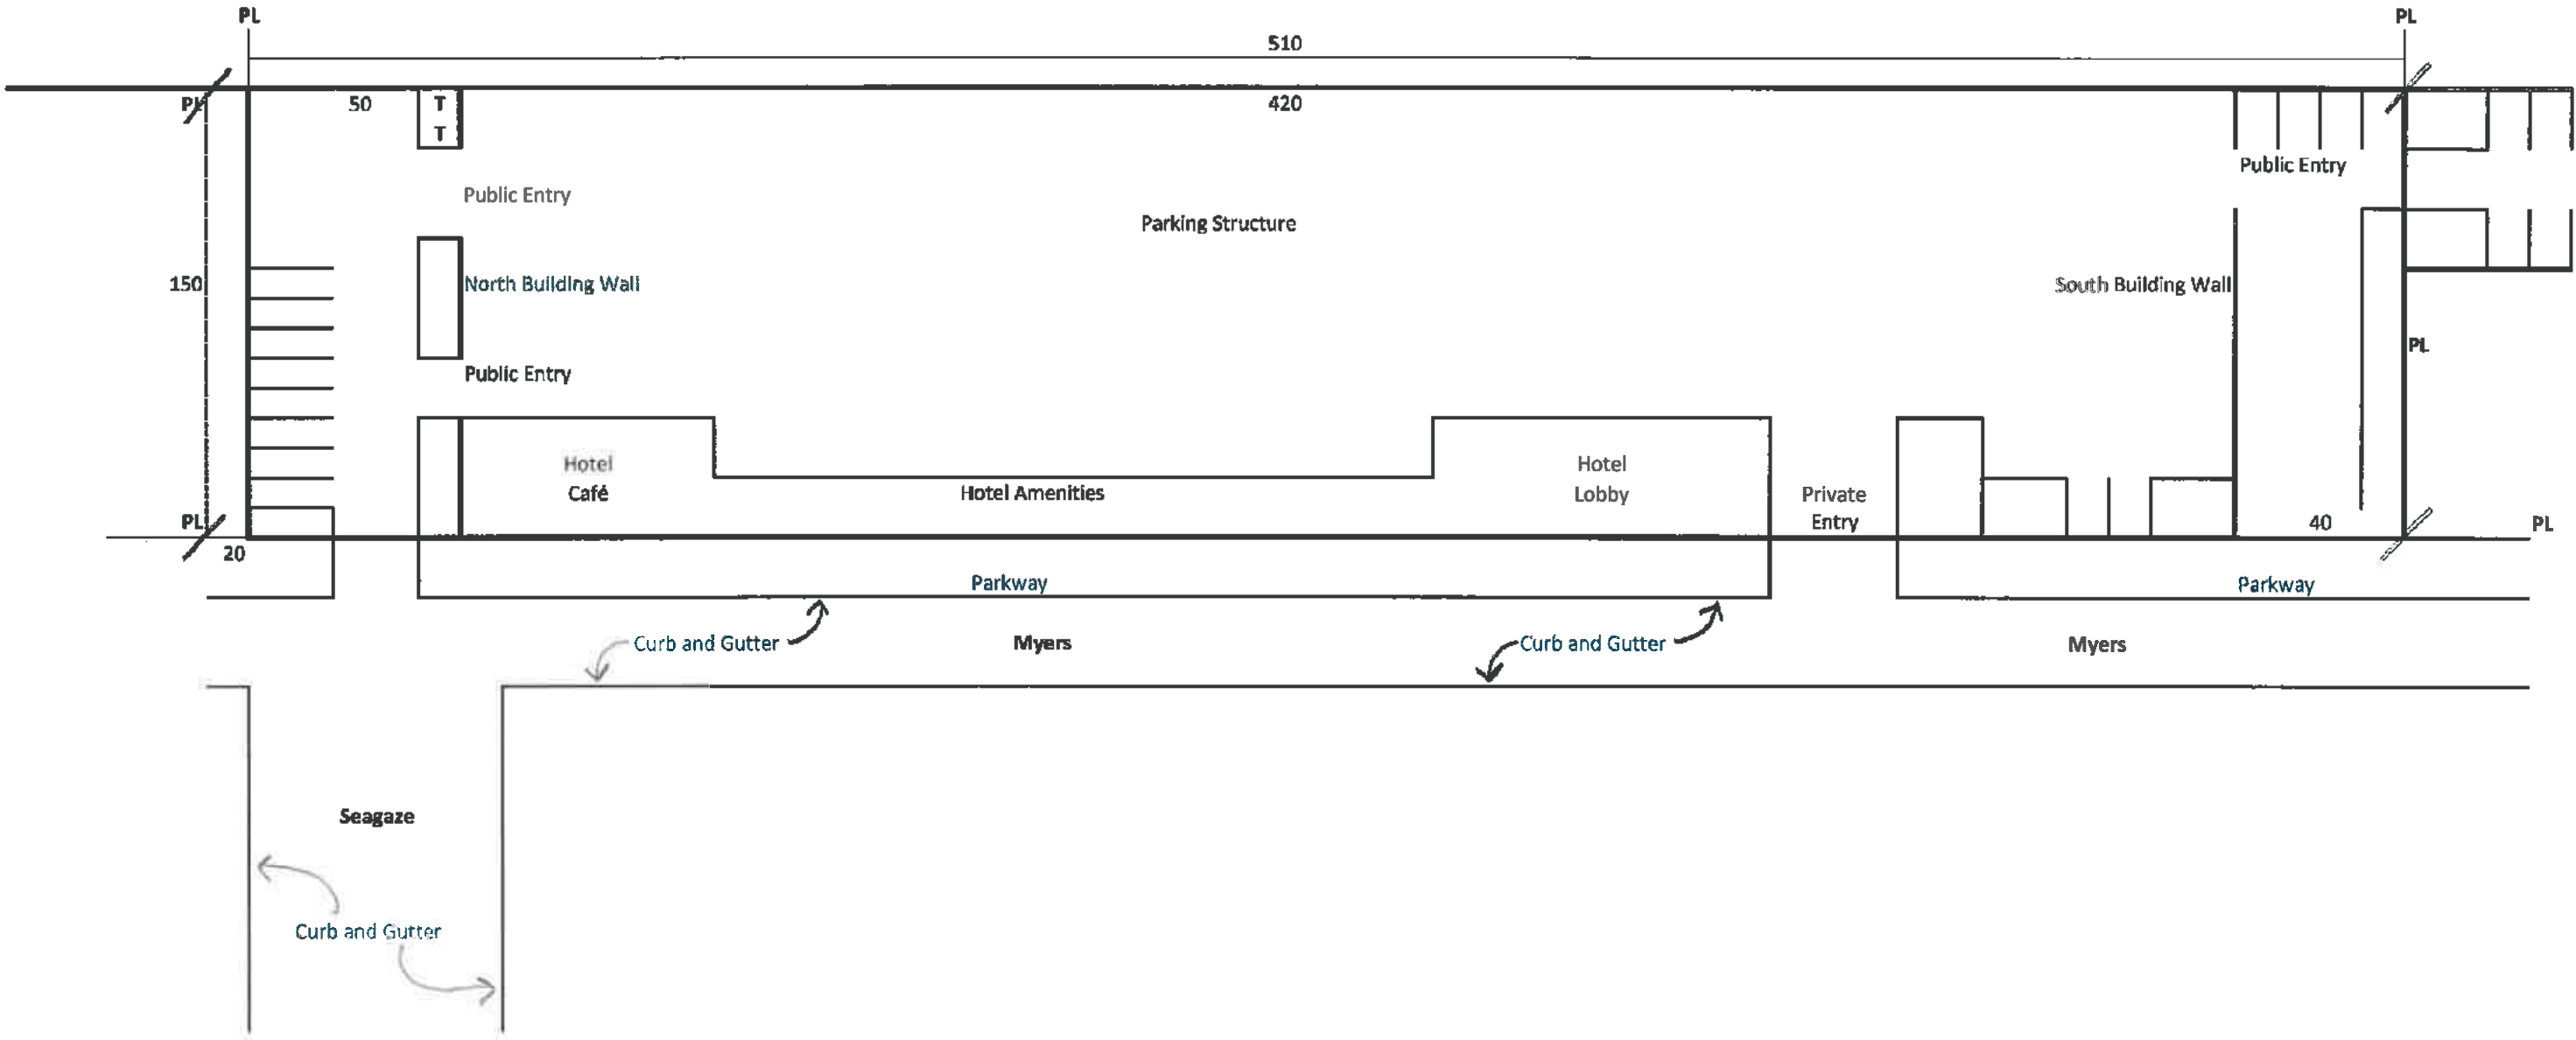 PL
PL
510
PL
50
T
420
T
Public Entry
Public Entry
Parking Structure
150
North Building Wall
South Building Wall
PL
Public Entry
Hotel
Café
Hotel Amenities
Hotel
Lobby
Private
Entry
40
PL
PL
20
Parkway
Parkway
Curb and Gutter
Myers
Curb and Gutter
Myers
Seagaze
Curb and Gutter